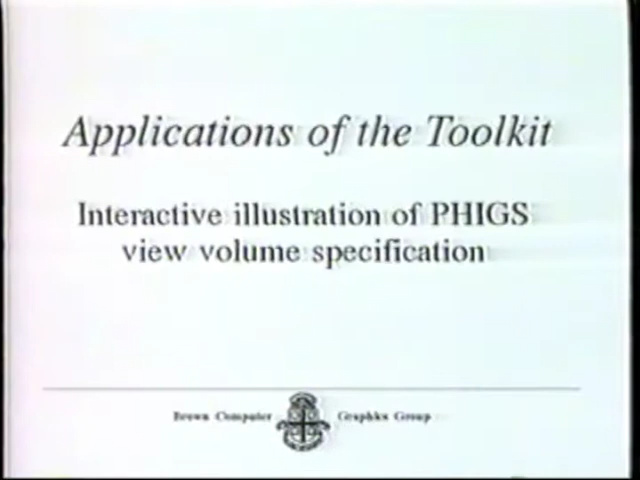 Applications of the Toolkit
Interactive illustration of PHIGS
view volume specification
Brown Computer Graphics Group